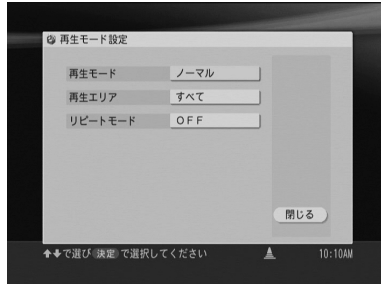 再生モード設定
再生モード ノーマル
再生エリア すべて
リピートモード OFF
閉じる
↑↓で選び 決定 で選択してください 10:10AM